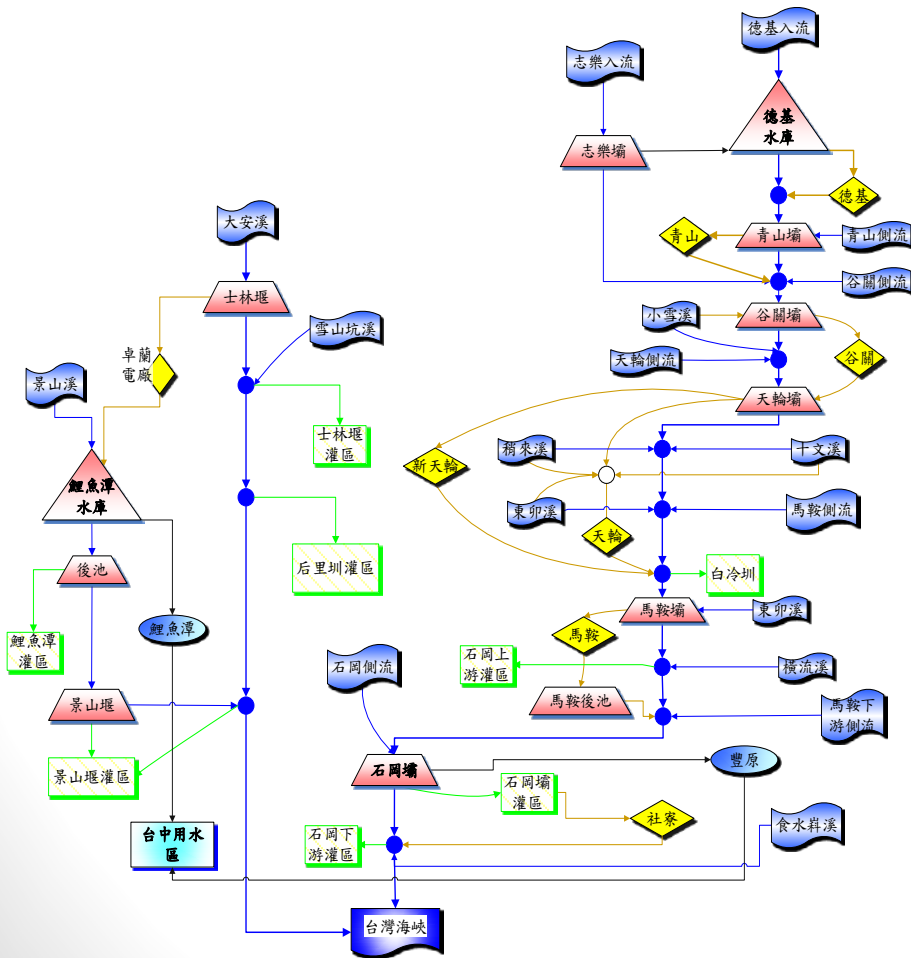 德基入流
志樂入流
德基
水庫
志樂壩
德基
大安溪
青山
青山壩
青山側流
谷關側流
士林堰
小雪溪
谷關壩
雪山坑溪
卓蘭
電廠
天輪側流
谷關
景山溪
天輪壩
士林堰
灌區
新天輪
稍來溪
十文溪
鯉魚潭
水庫
東卯溪
馬鞍側流
天輪
后里圳灌區
白冷圳
後池
馬鞍壩
東卯溪
鯉魚潭
馬鞍
鯉魚潭
灌區
石岡側流
石岡上
游灌區
橫流溪
景山堰
馬鞍後池
馬鞍下
游側流
石岡壩
豐原
景山堰灌區
石岡壩
灌區
社寮
台中用水
區
石岡下
游灌區
食水嵙溪
台灣海峽